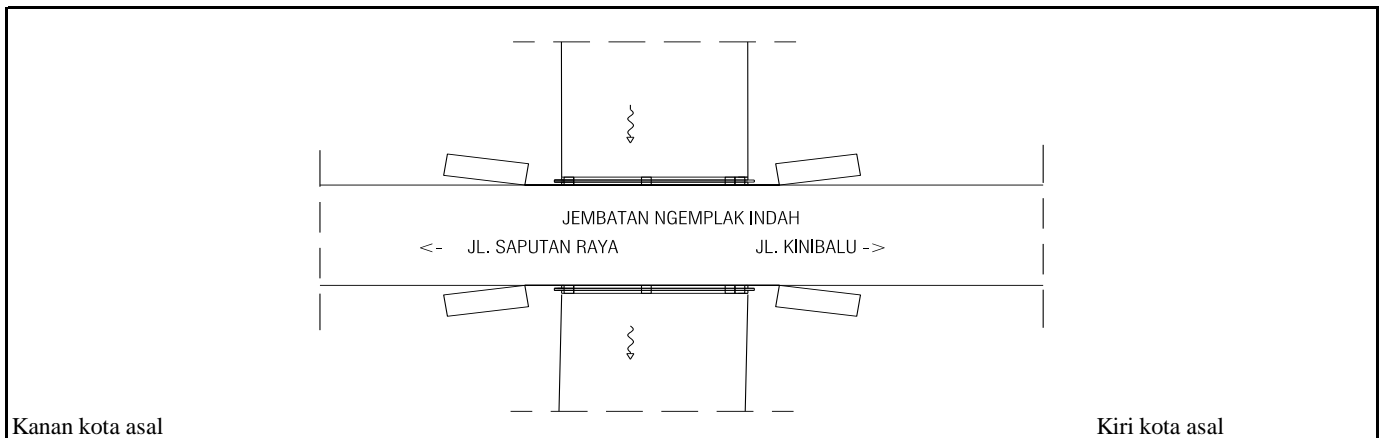 JEMBATAN NGEMPLAK INDAH
<- JL. SAPUTAN RAYA JL. KINIBALU ->
Kanan kota asal Kiri kota asal